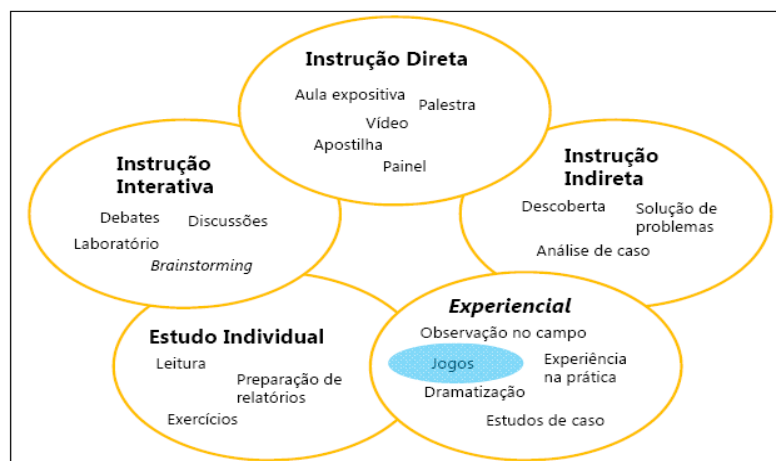 Instrução Direta
Aula expositiva
Palestra
Vídeo
Apostilha
Painel
Instrução
Interativa
Debates
Discussões
Laboratório
Brainstorming
Instrução
Indireta
Descoberta
Solução de
problemas
Análise de caso
Estudo Individual
Leitura
Preparação de
relatórios
Exercícios
Experiencial
Observação no campo
Jogos
Experiência
na prática
Dramatização
Estudos de caso